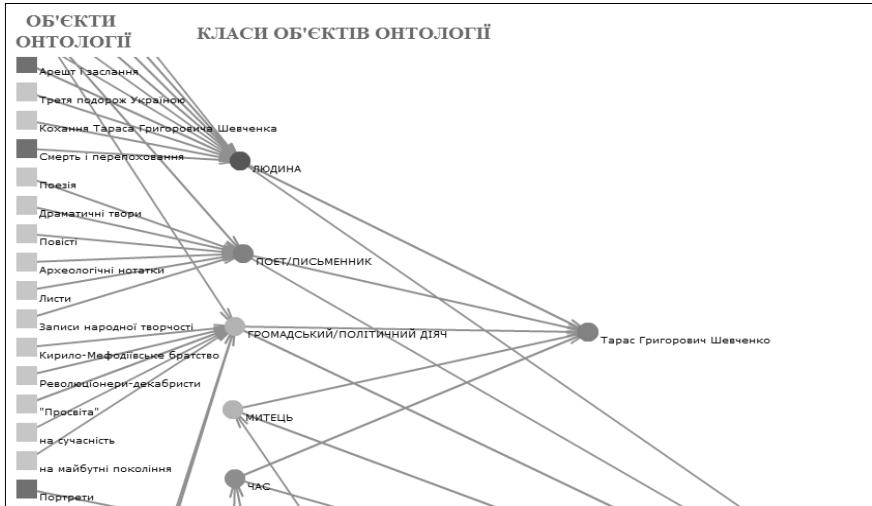 ОБ'ЄКТИ
ОНТОЛОГІЇ
КЛАСИ ОБ'ЄКТІВ ОНТОЛОГІЇ
Арешт і заслання
Третя подорож Україною
Кохання Тараса Григоровича Шевченка
Смерть і перепоховання
ЛЮДИНА
Поезія
Драматичні твори
Повісті
ПОЕТ/ПИСЬМЕННИК
Археологічні нотатки
Листи
Записи народної творчості
ГРОМАДСЬКИЙ/ПОЛІТИЧНИЙ ДІЯЧ
Тарас Григорович Шевченко
Кирило-Мефодіївське братство
Революціонери-декабристи
"Просвіта"
МИТЕЦЬ
на сучасність
на майбутні покоління
ЧАС
Портрети